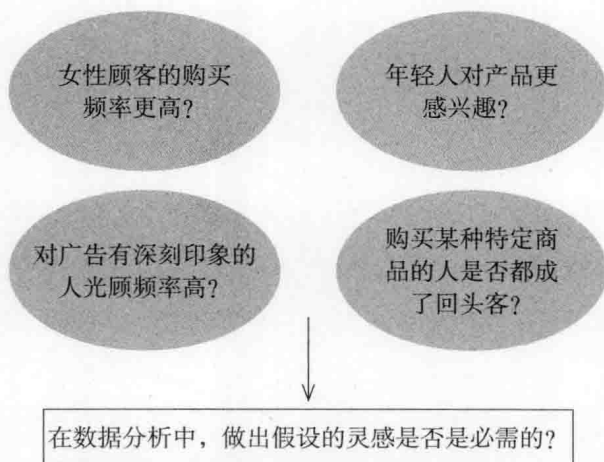 女性顾客的购买
频率更高？
年轻人对产品更
感兴趣？
对广告有深刻印象的
人光顾频率高？
购买某种特定商
品的人是否都成
了回头客？
在数据分析中，做出假设的灵感是否是必需的？